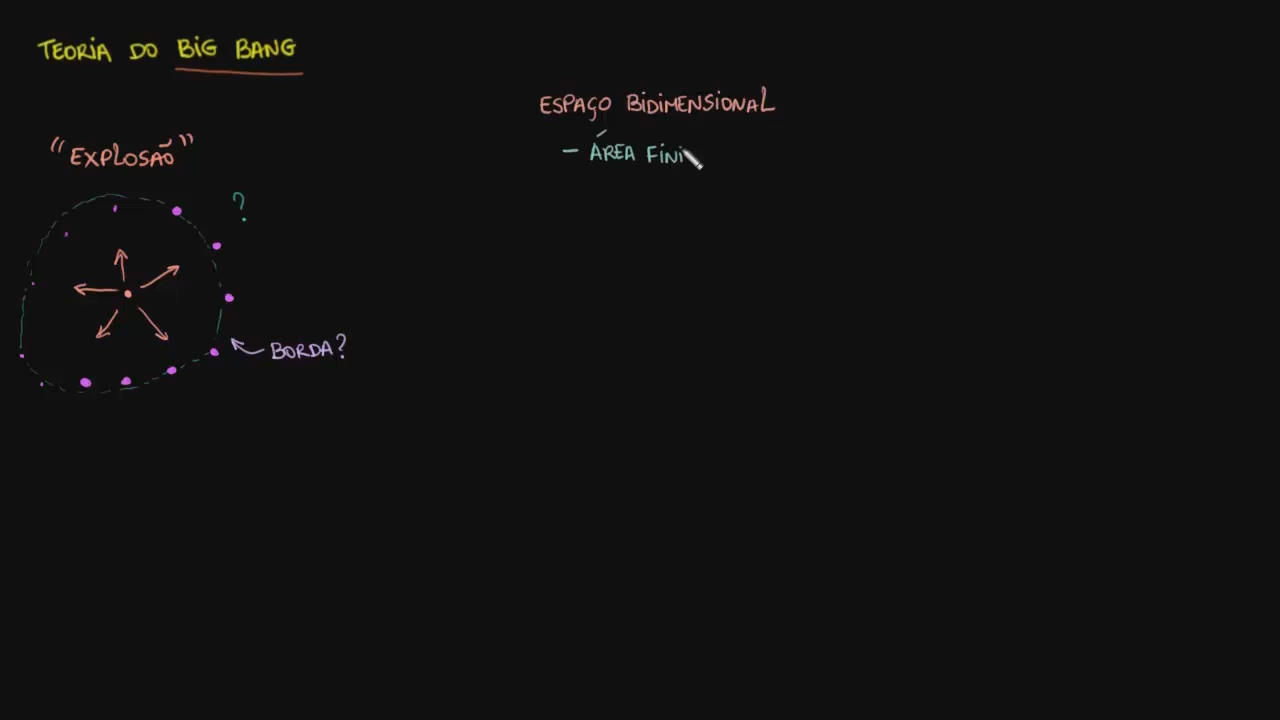 TEORIA DO BIG BANG
"EXPLOSÃO"
?
BORDA?
ESPAÇO BIDIMENSIONAL
- ÁREA FINI